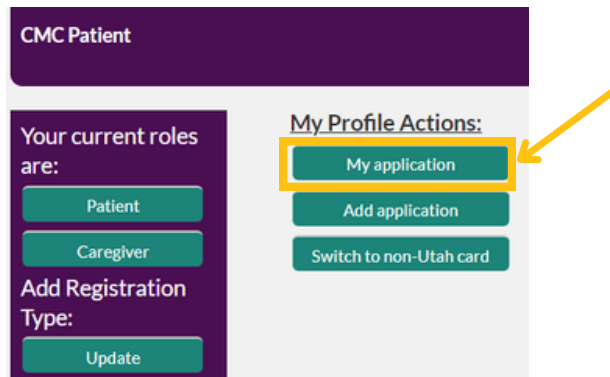 CMC Patient
Your current roles
are:
Patient
Caregiver
Add Registration
Type:
Update
My Profile Actions:
My application
Add application
Switch to non-Utah card